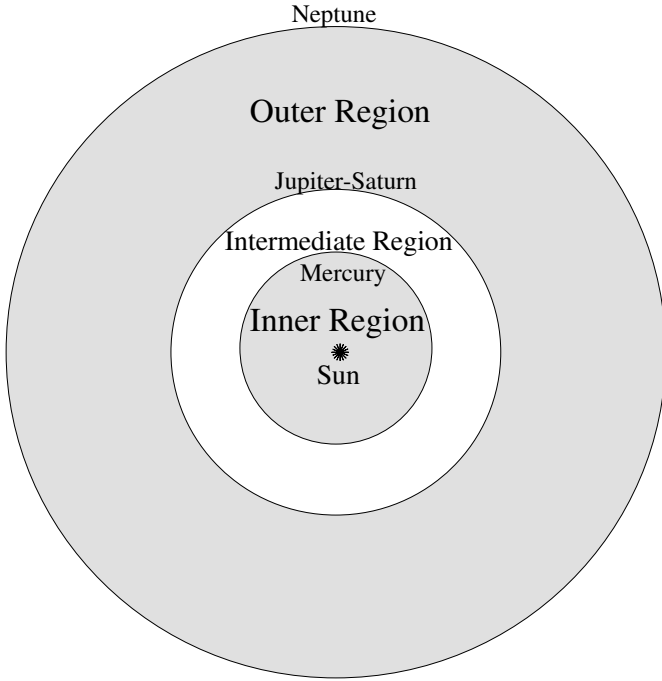 Neptune
Outer Region
Jupiter-Saturn
Intermediate Region
Mercury
Inner Region
Sun